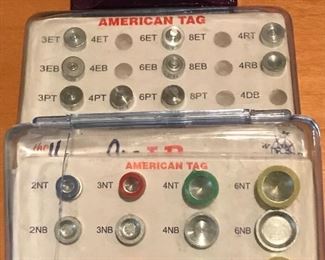 AMERICAN TAG
3ET 4ET 6ET 8ET 4RT
3EB 4EB 6EB 8EB 4RB
3PT 4PT 6PT 8PT 4DB
the
AMERICAN TAG
2NT 3NT 4NT 6NT
2NB 3NB 4NB 6NB